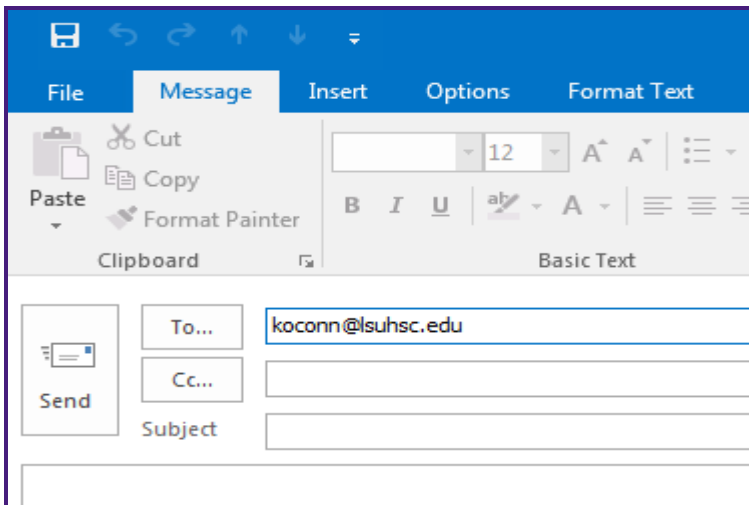 File Message Insert Options Format Text
Cut
Copy
Paste
Format Painter
12 A A
B I U ab A
Clipboard Basic Text
To... koconn@lsuhsc.edu
Cc...
Send
Subject